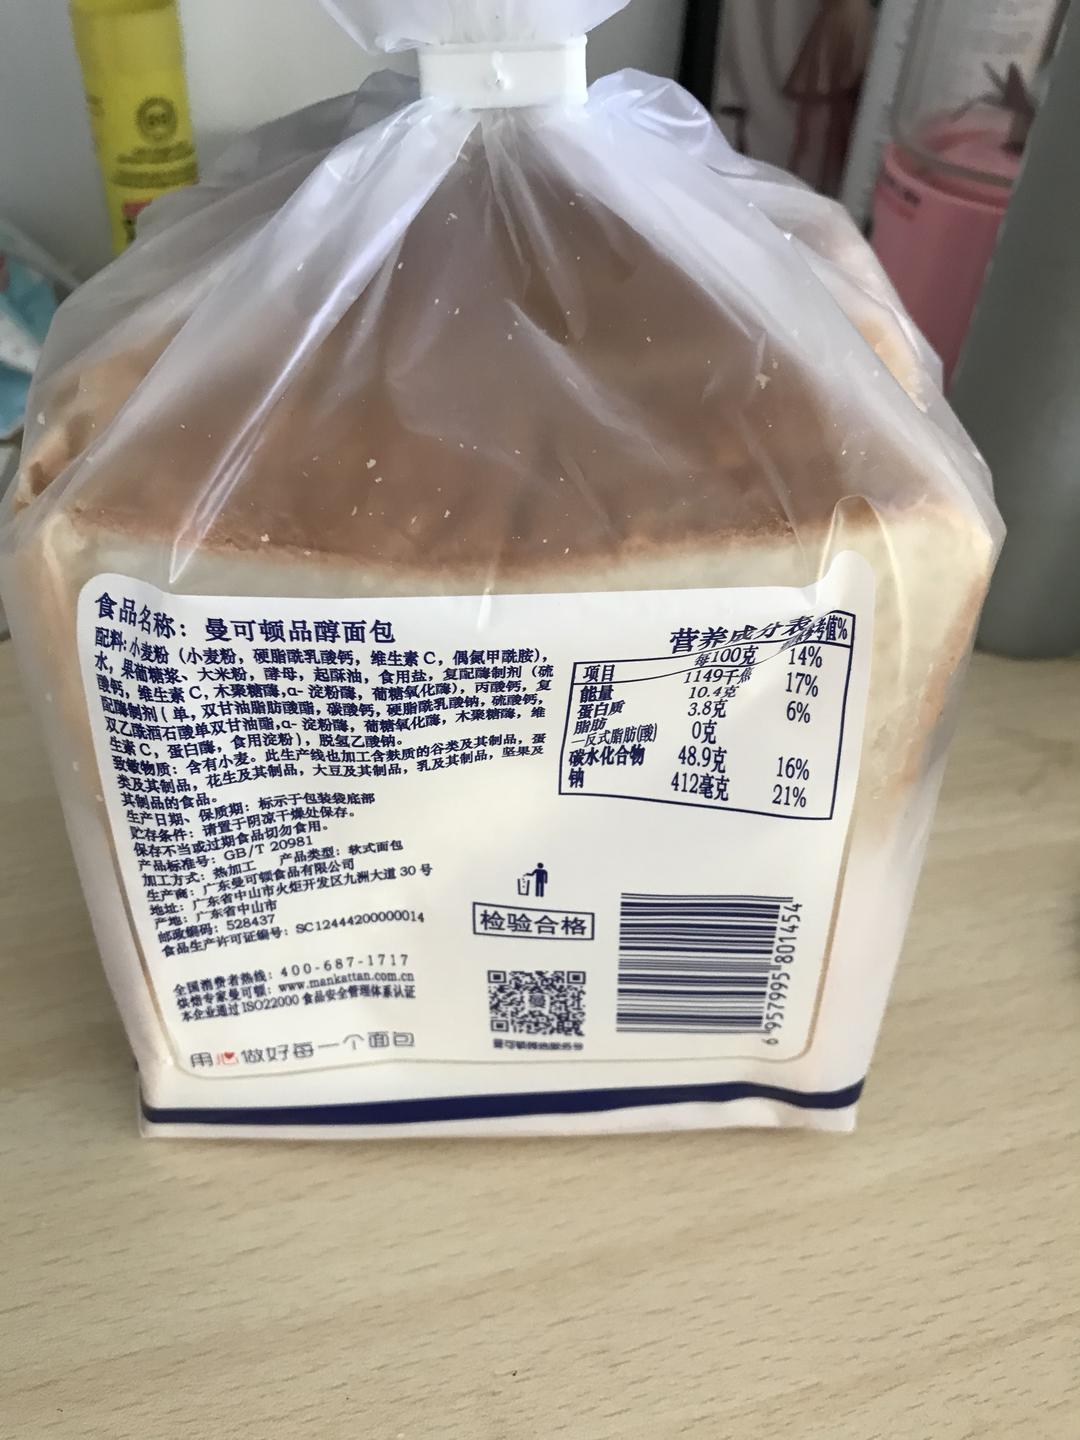 食品名称：曼可顿品醇面包
配料：小麦粉（小麦粉，硬脂酰乳酸钙，维生素C，偶氮甲酰胺），
水，果葡糖浆、大米粉，酵母，起酥油，食用盐，复配酶制剂（硫
酸钙，维生素C，木聚糖酶，α-淀粉酶，葡糖氧化酶），丙酸钙，复
配酶制剂（单，双甘油脂肪酸酯，碳酸钙，硬脂酰乳酸钠，硫酸钙，
双乙酰酒石酸单双甘油酯，α-淀粉酶，葡糖氧化酶，木聚糖酶，维
生素C，蛋白酶，食用淀粉），脱氢乙酸钠。
致敏物质：含有小麦。此生产线也加工含麸质的谷类及其制品，蛋
类及其制品，花生及其制品，大豆及其制品，乳及其制品，坚果及
其制品的食品。
生产日期、保质期：标示于包装袋底部
贮存条件：请置于阴凉干燥处保存。
保存不当或过期食品切勿食用。
产品标准号：GB/T 20981
加工方式：热加工 产品类型：软式面包
生产商：广东曼可顿食品有限公司
地址：广东省中山市火炬开发区九洲大道30号
产地：广东省中山市
邮政编码：528437
食品生产许可证编号：SC12444200000014
全国消费者热线：400-687-1717
烘焙专家曼可顿：www.mankattan.com.cn
本企业通过ISO22000食品安全管理体系认证
用心做好每一个面包
营养成分表
项目 每100克 考值%
能量 1149千焦 14%
蛋白质 10.4克 17%
脂肪 3.8克 6%
—反式脂肪(酸) 0克
碳水化合物 48.9克 16%
钠 412毫克 21%
检验合格
6 957995 801454